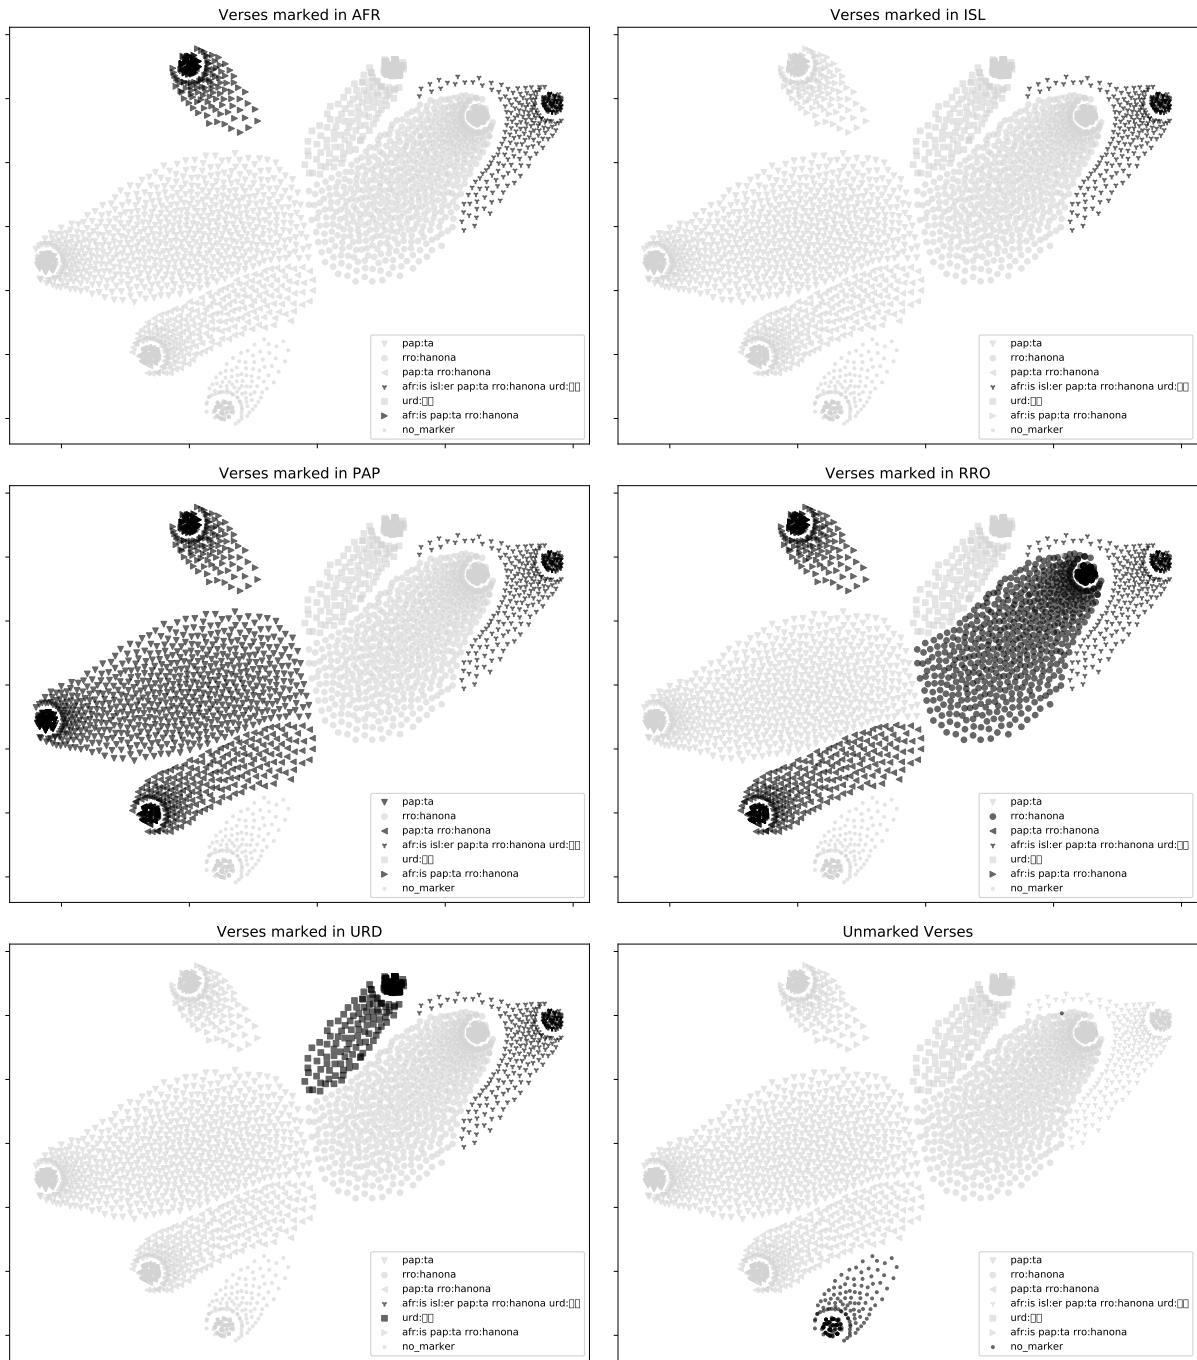 Verses marked in AFR
pap:ta
rro:hanona
pap:ta rro:hanona
afr:is isl:er pap:ta rro:hanona urd:▯▯
urd:▯▯
afr:is pap:ta rro:hanona
no_marker
Verses marked in ISL
pap:ta
rro:hanona
pap:ta rro:hanona
afr:is isl:er pap:ta rro:hanona urd:▯▯
urd:▯▯
afr:is pap:ta rro:hanona
no_marker
Verses marked in PAP
pap:ta
rro:hanona
pap:ta rro:hanona
afr:is isl:er pap:ta rro:hanona urd:▯▯
urd:▯▯
afr:is pap:ta rro:hanona
no_marker
Verses marked in RRO
pap:ta
rro:hanona
pap:ta rro:hanona
afr:is isl:er pap:ta rro:hanona urd:▯▯
urd:▯▯
afr:is pap:ta rro:hanona
no_marker
Verses marked in URD
pap:ta
rro:hanona
pap:ta rro:hanona
afr:is isl:er pap:ta rro:hanona urd:▯▯
urd:▯▯
afr:is pap:ta rro:hanona
no_marker
Unmarked Verses
pap:ta
rro:hanona
pap:ta rro:hanona
afr:is isl:er pap:ta rro:hanona urd:▯▯
urd:▯▯
afr:is pap:ta rro:hanona
no_marker